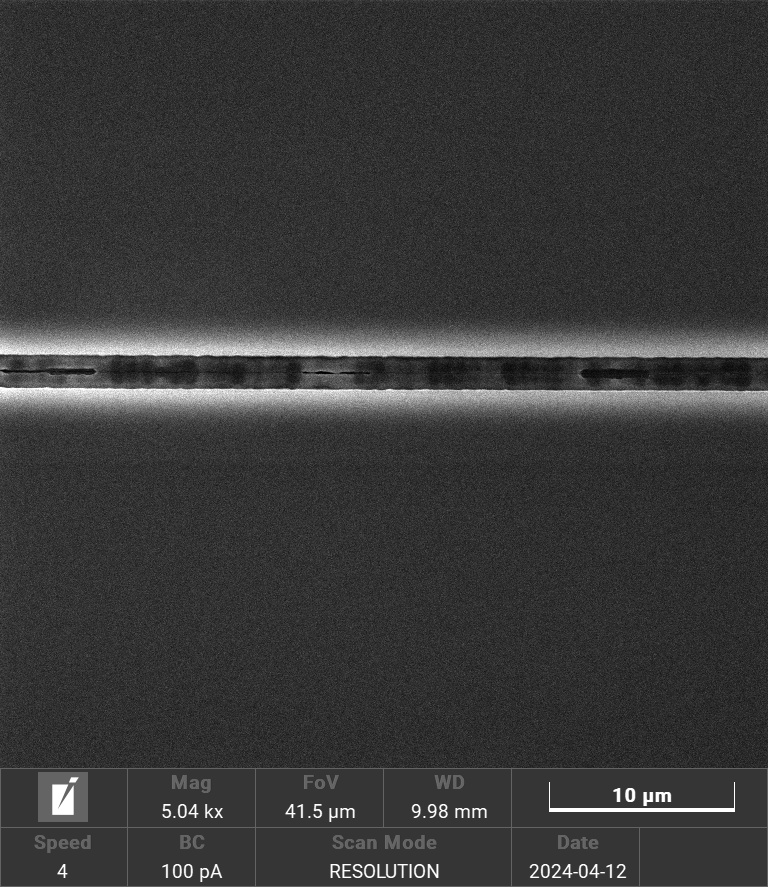 Mag
5.04 kx
FoV
41.5 μm
WD
9.98 mm
10 μm
Speed
4
BC
100 pA
Scan Mode
RESOLUTION
Date
2024-04-12